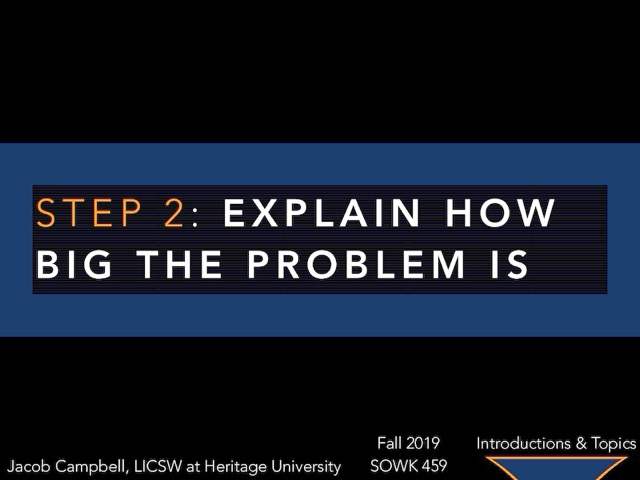 STEP 2: EXPLAIN HOW
BIG THE PROBLEM IS
Fall 2019
Introductions & Topics
Jacob Campbell, LICSW at Heritage University
SOWK 459